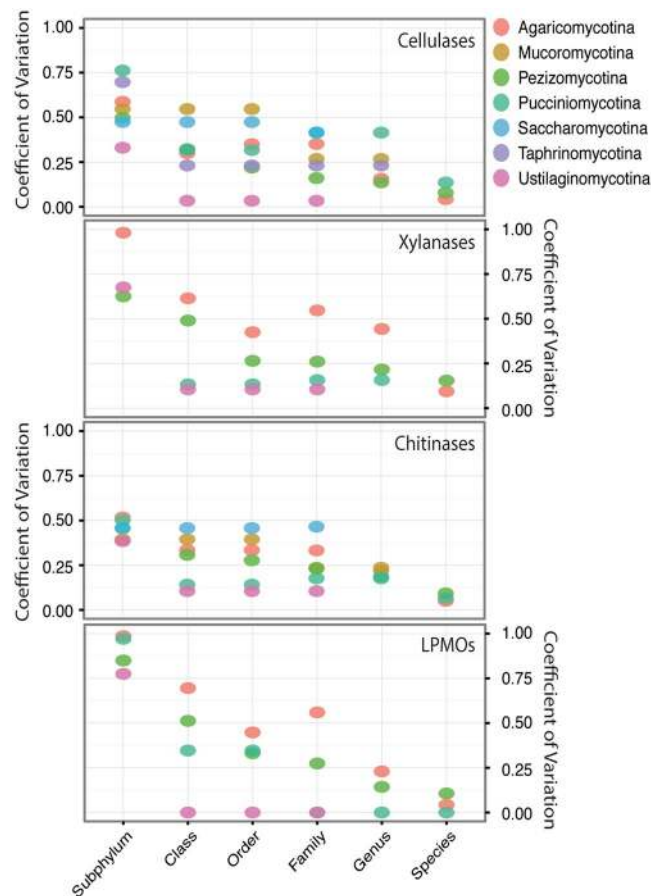 Cellulases
Coefficient of Variation
1.00
0.75
0.50
0.25
0.00
Agaricomycotina
Mucoromycotina
Pezizomycotina
Pucciniomycotina
Saccharomycotina
Taphrinomycotina
Ustilaginomycotina
Xylanases
1.00
0.75
0.50
0.25
0.00
Coefficient of Variation
Chitinases
Coefficient of Variation
1.00
0.75
0.50
0.25
0.00
LPMOs
1.00
0.75
0.50
0.25
0.00
Coefficient of Variation
Subphylum
Class
Order
Family
Genus
Species